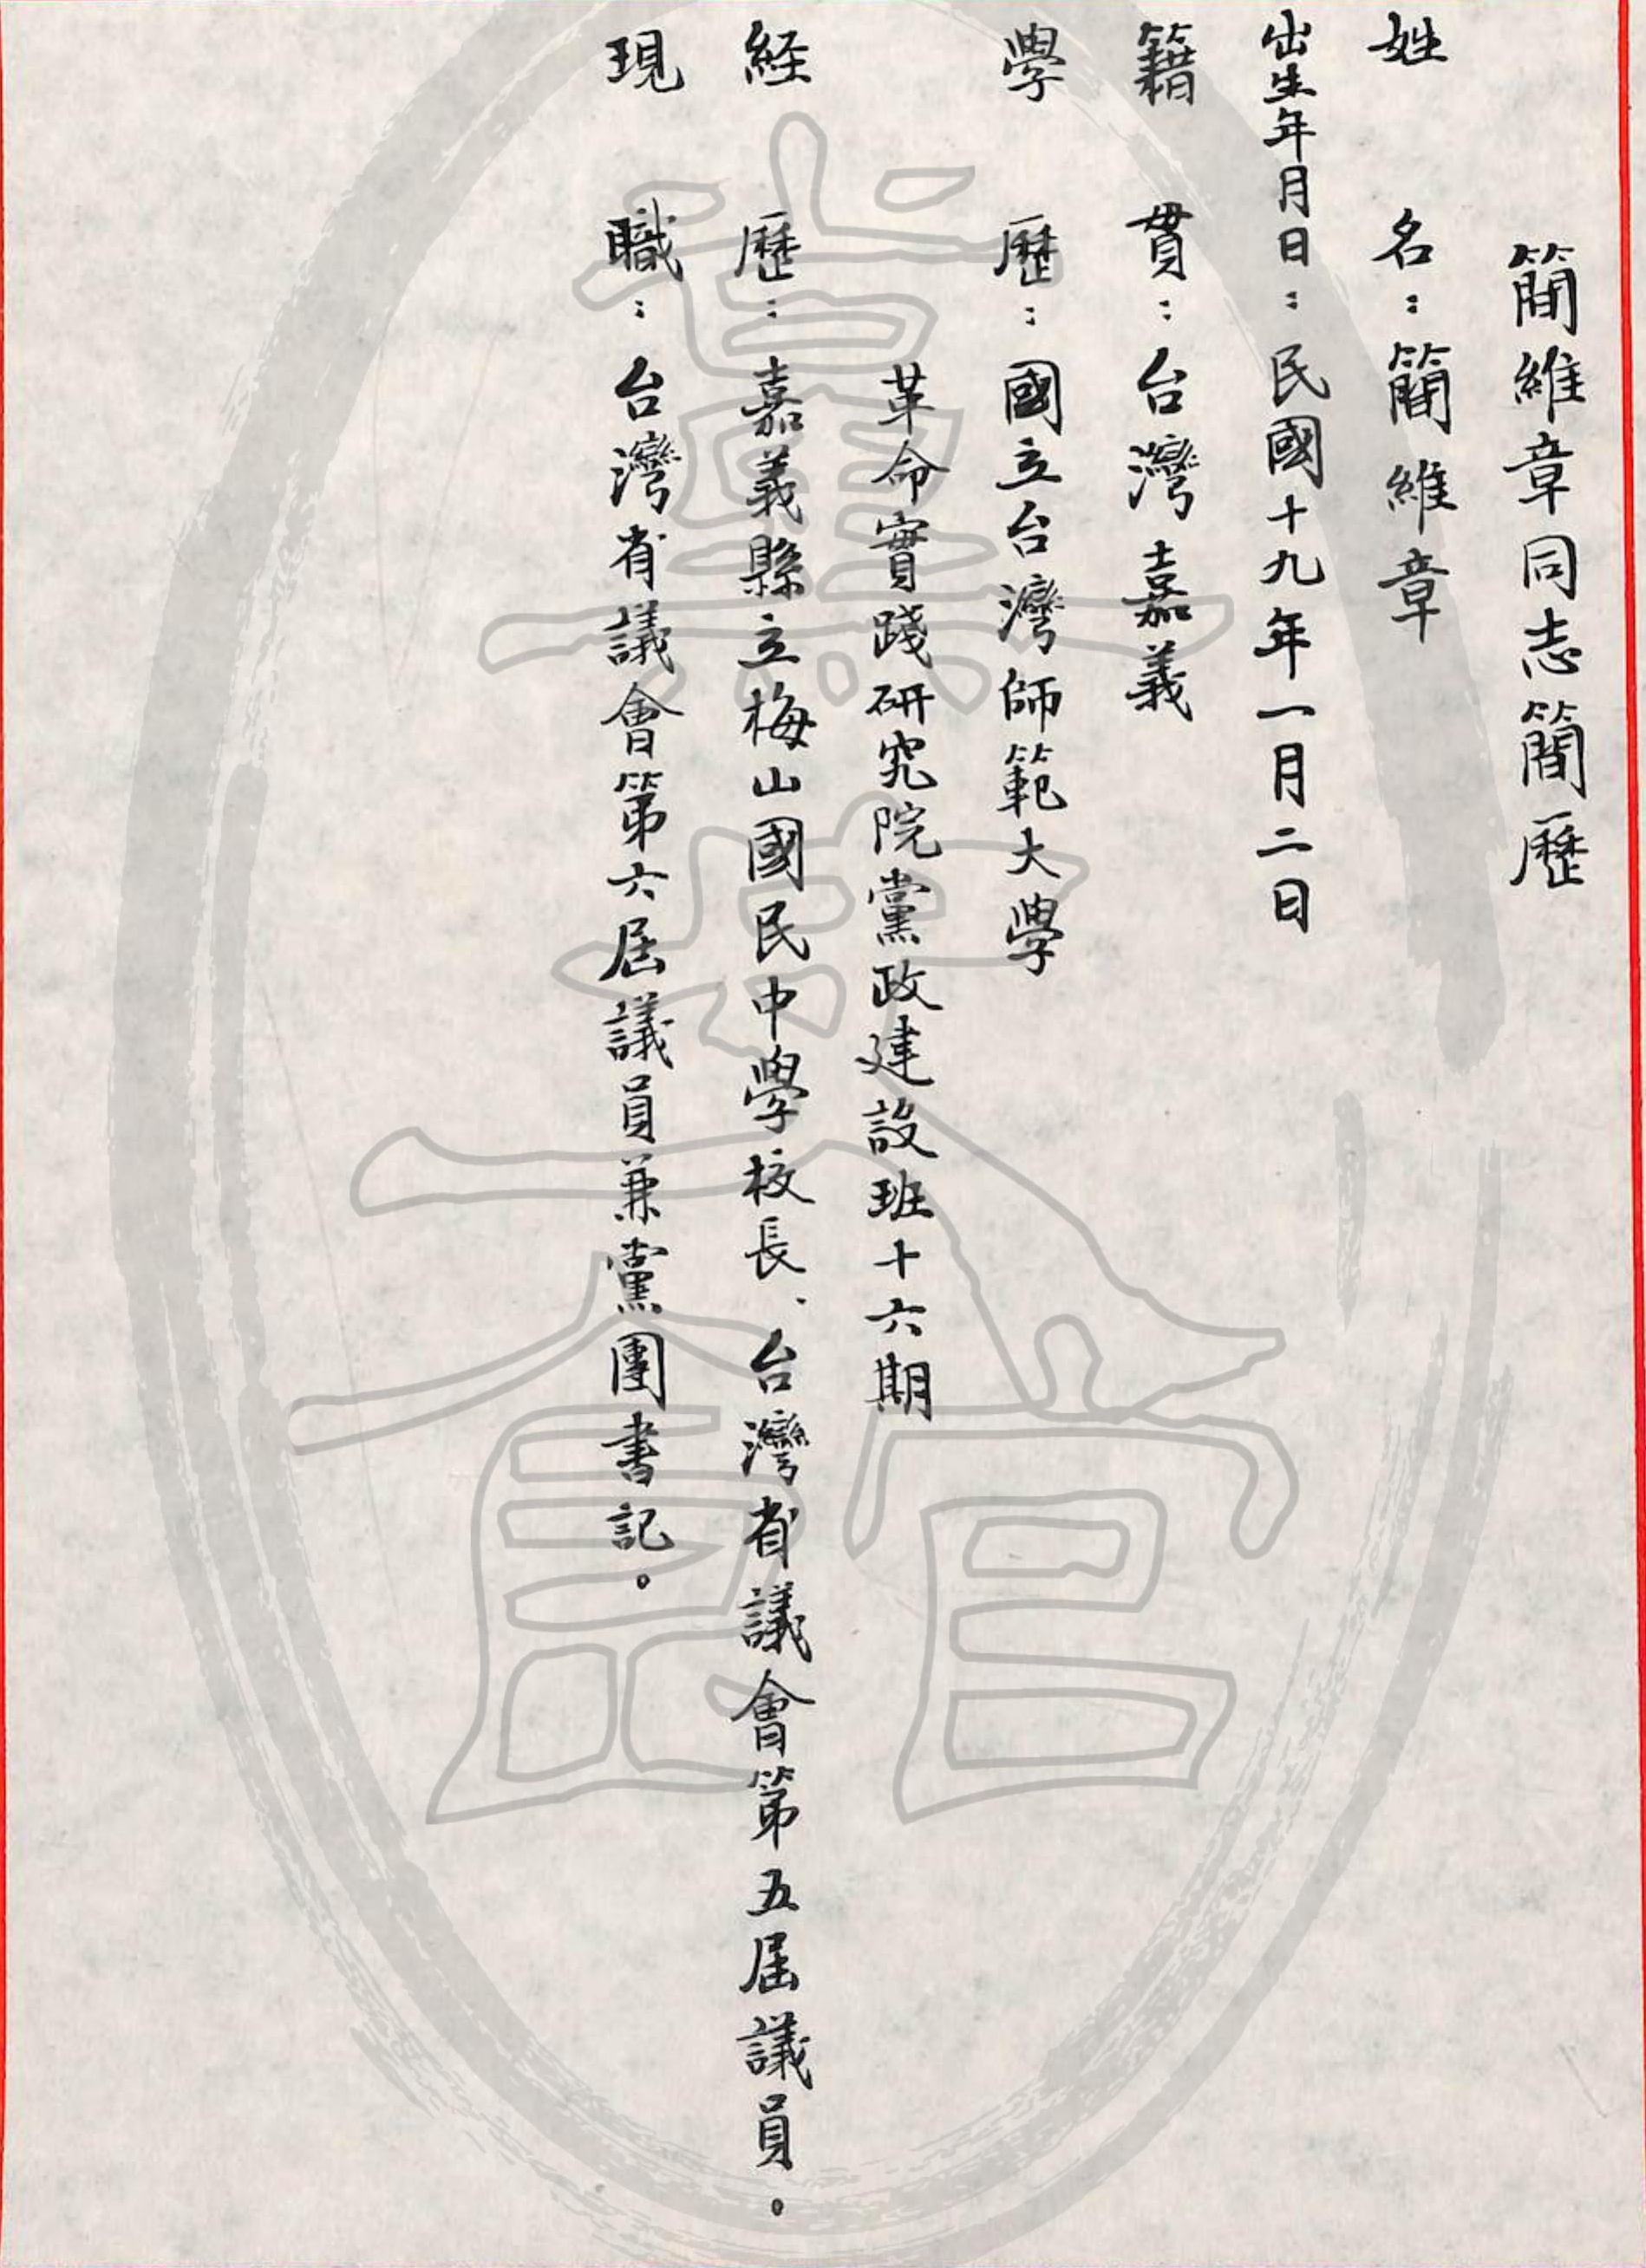 簡維章同志簡歷
姓名：簡維章
出生年月日：民國十九年一月二日
籍貫：台灣嘉義
學歷：國立台灣師範大學
革命實踐研究院黨政建設班十六期
経歷：嘉義縣立梅山國民中學校長、台灣省議會第五屆議員。
現職：台灣省議會第六屆議員兼黨團書記。